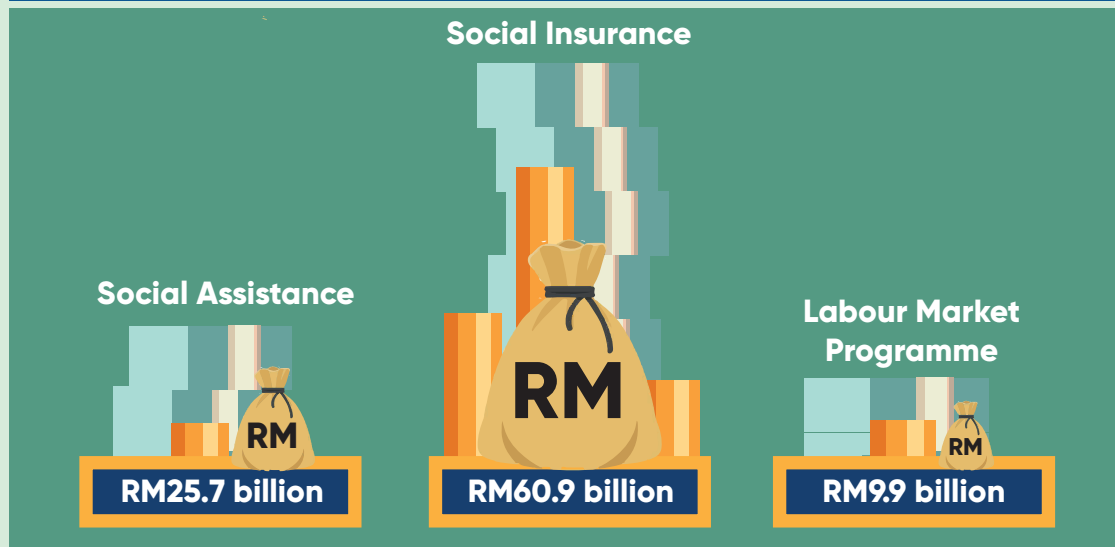 Social Insurance
Social Assistance
Labour Market
Programme
RM
RM
RM
RM25.7 billion
RM60.9 billion
RM9.9 billion